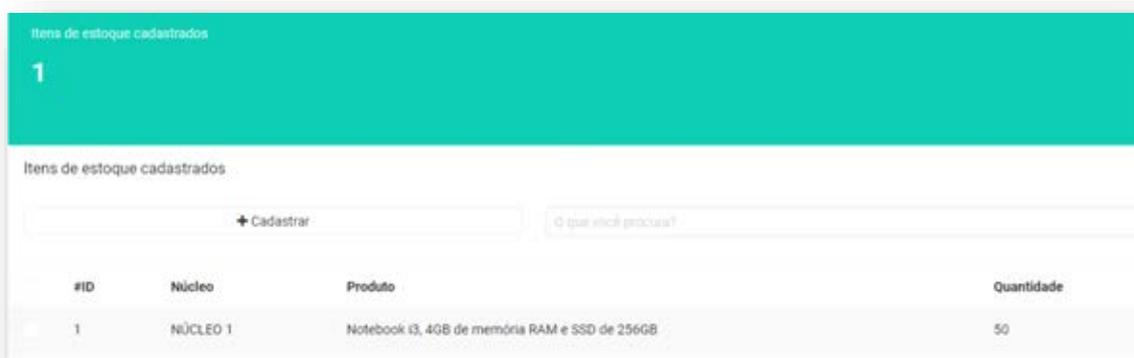 Itens de estoque cadastrados
1
Itens de estoque cadastrados
+ Cadastrar O que você procura?
#ID Núcleo Produto Quantidade
1 NÚCLEO 1 Notebook i3, 4GB de memória RAM e SSD de 256GB 50